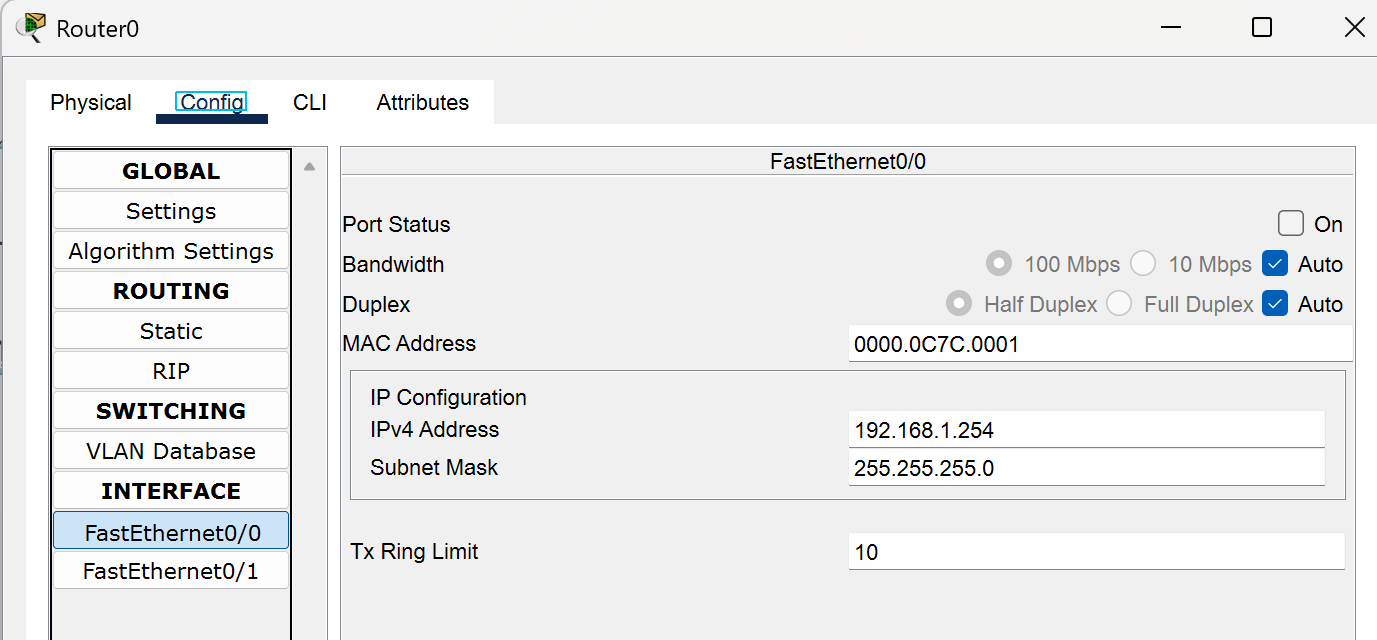 Router0
Physical Config CLI Attributes
GLOBAL
Settings
Algorithm Settings
ROUTING
Static
RIP
SWITCHING
VLAN Database
INTERFACE
FastEthernet0/0
FastEthernet0/1
FastEthernet0/0
Port Status On
Bandwidth 100 Mbps 10 Mbps Auto
Duplex Half Duplex Full Duplex Auto
MAC Address 0000.0C7C.0001
IP Configuration
IPv4 Address 192.168.1.254
Subnet Mask 255.255.255.0
Tx Ring Limit 10